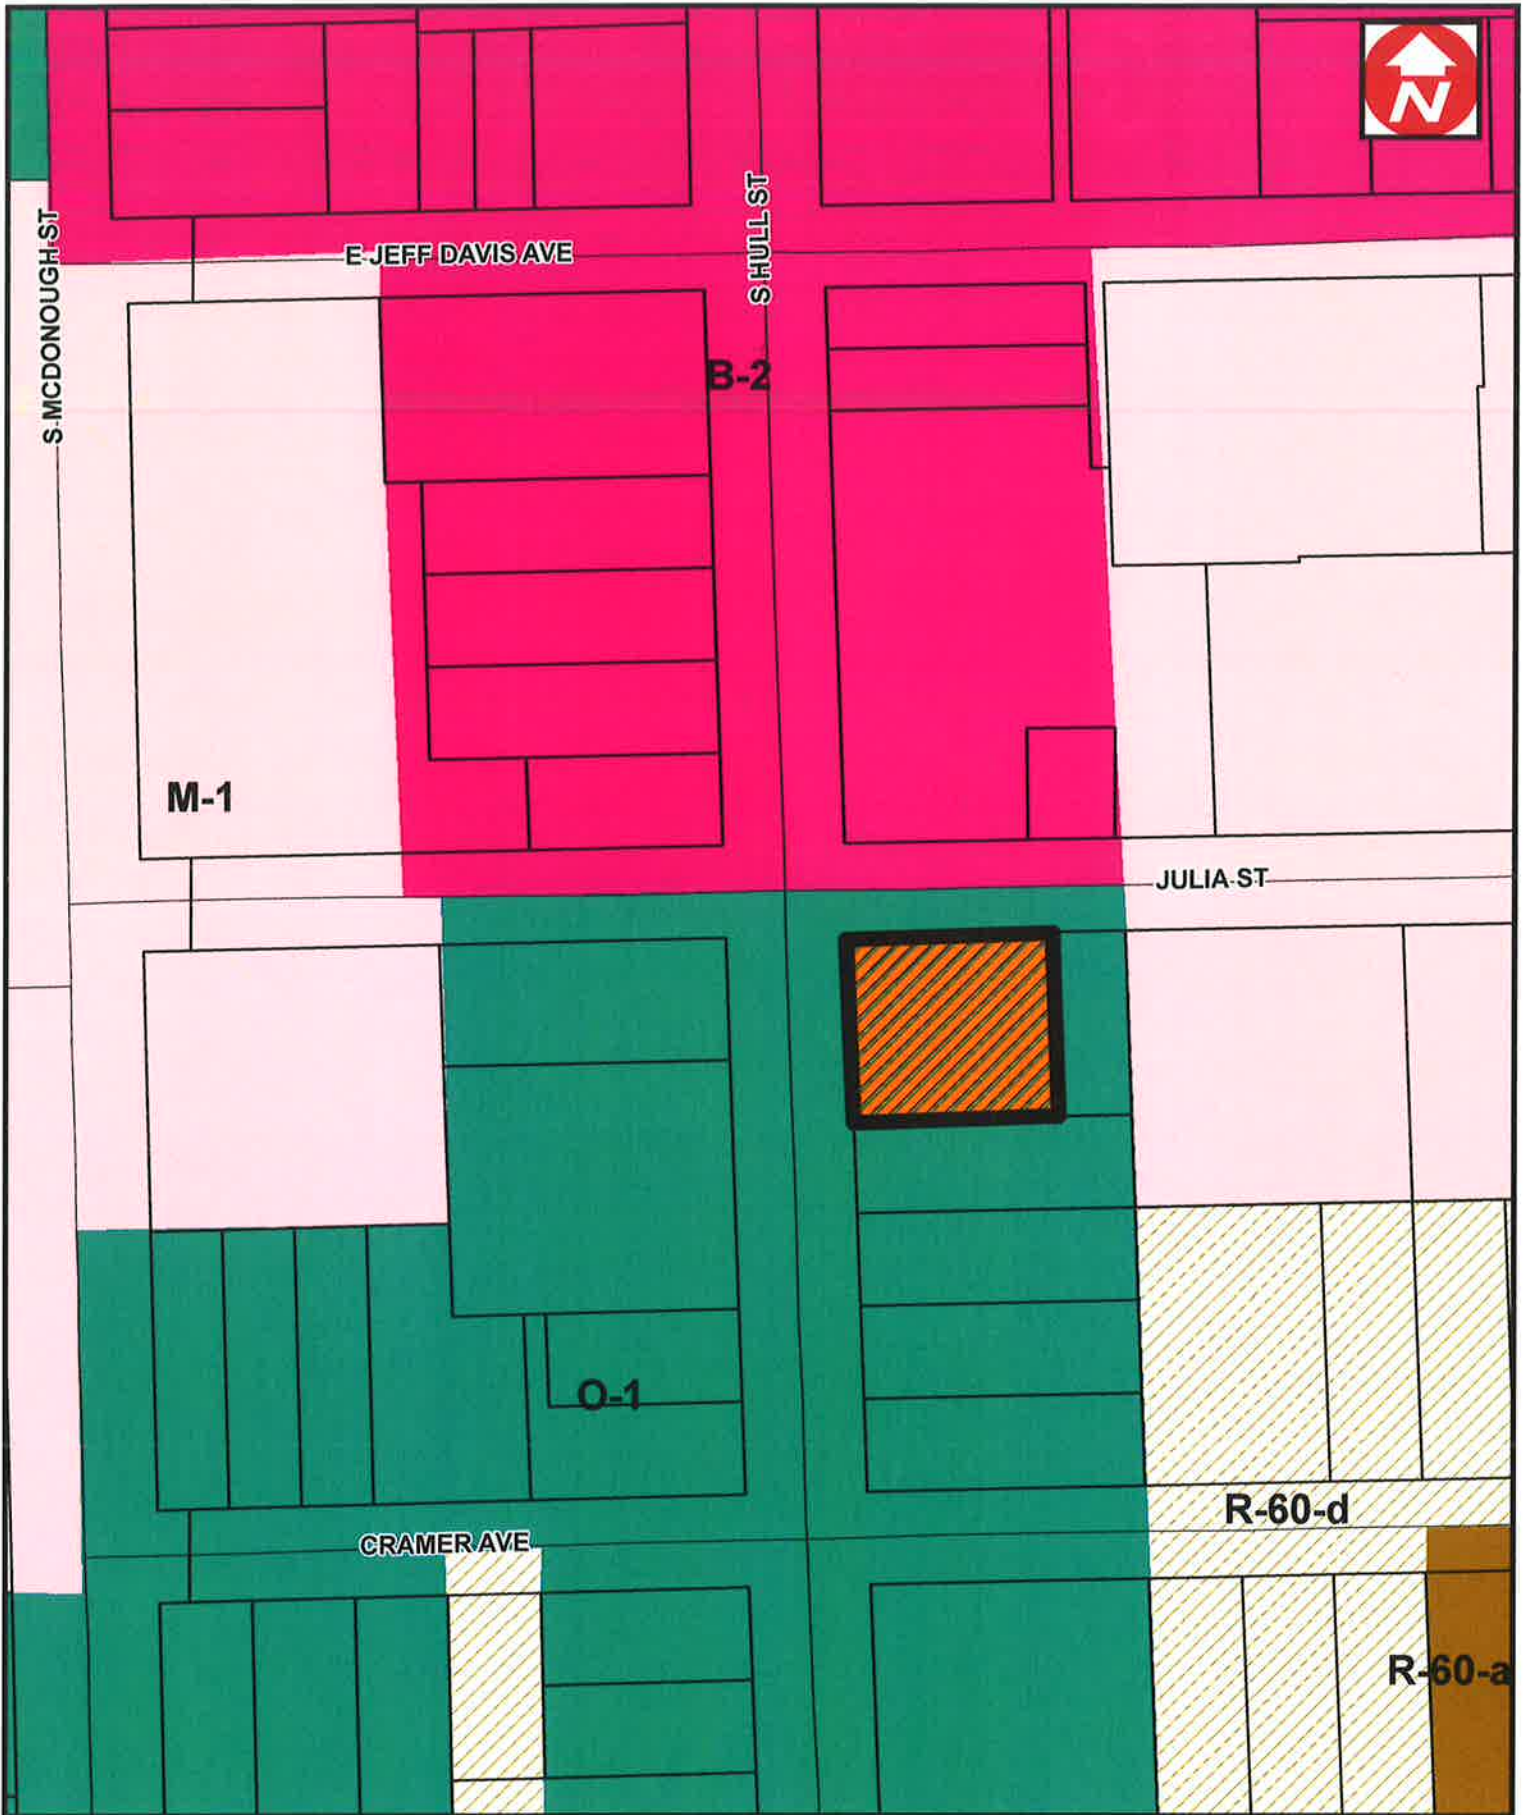 N
S MCDONOUGH ST
E JEFF DAVIS AVE
S HULL ST
B-2
M-1
JULIA ST
O-1
CRAMER AVE
R-60-d
R-60-a